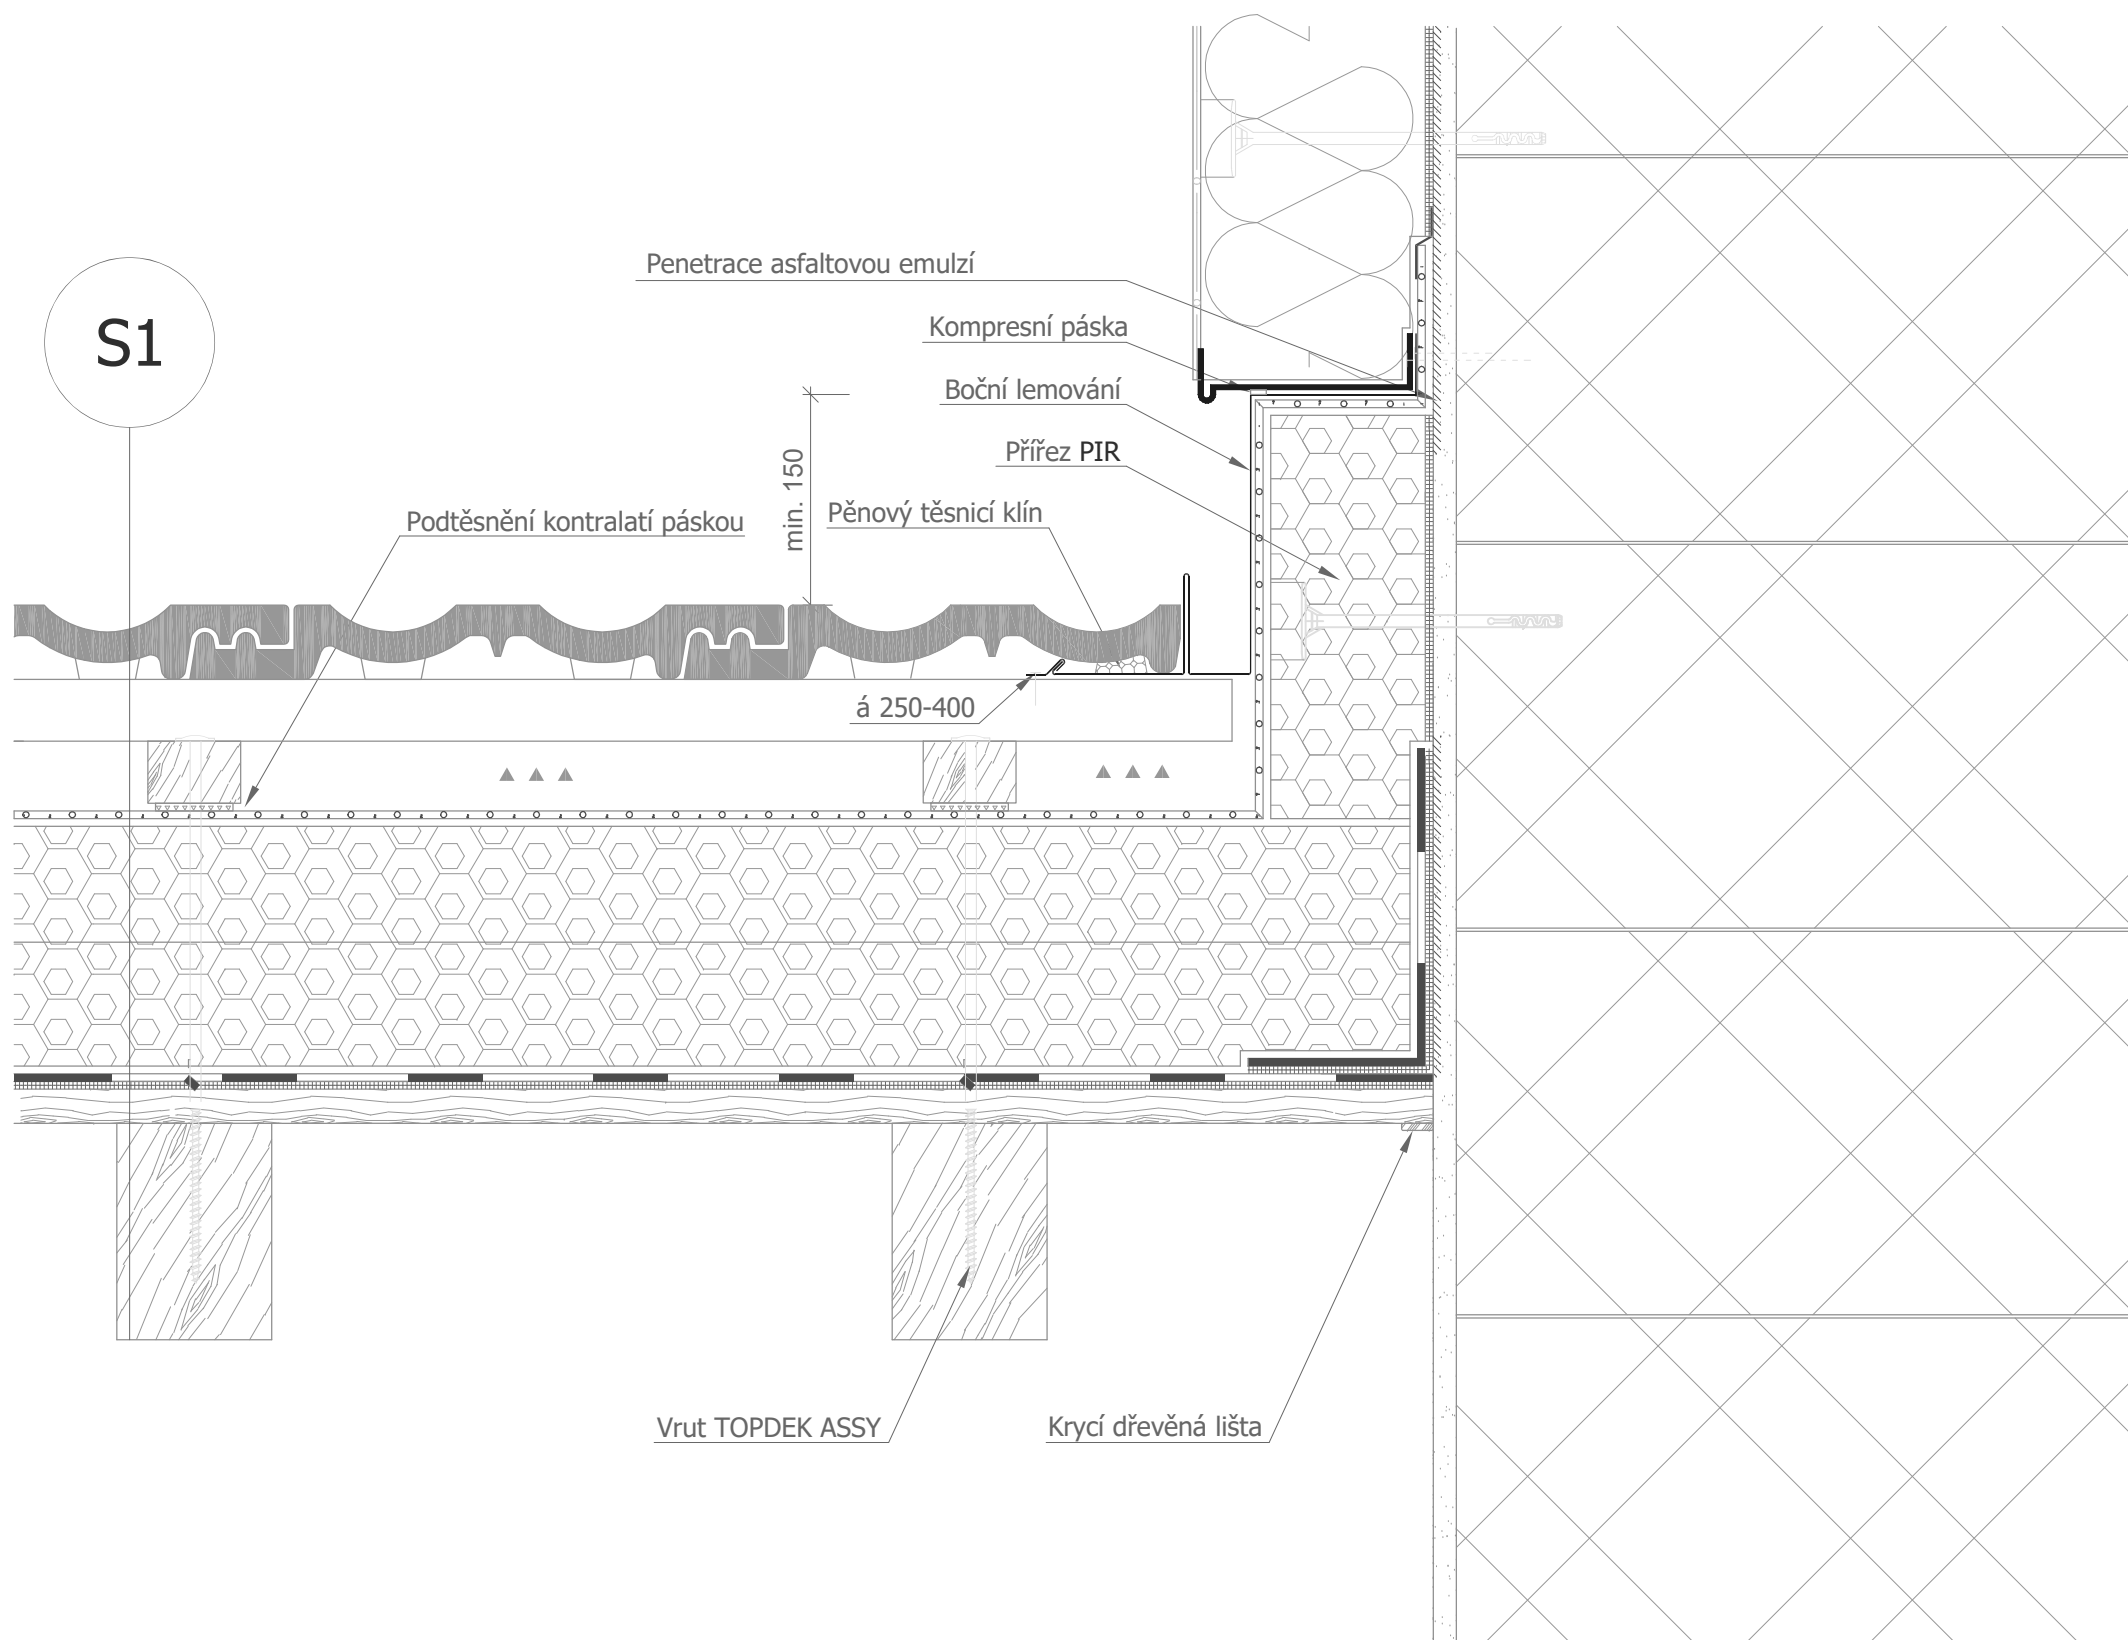 Penetrace asfaltovou emulzí
S1
Kompresní páska
Boční lemování
Přířez PIR
min. 150
Podtěsnění kontralatí páskou
Pěnový těsnicí klín
á 250-400
Vrut TOPDEK ASSY
Krycí dřevěná lišta